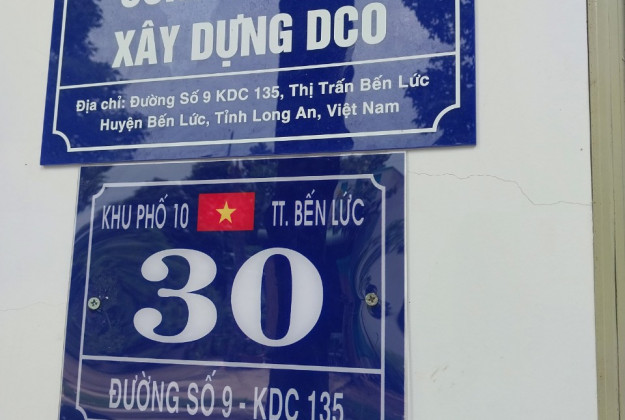 XÂY DỰNG DCO
Địa chỉ: Đường Số 9 KDC 135, Thị Trấn Bến Lức
Huyện Bến Lức, Tỉnh Long An, Việt Nam
KHU PHỐ 10 TT. BẾN LỨC
30
ĐƯỜNG SỐ 9 - KDC 135